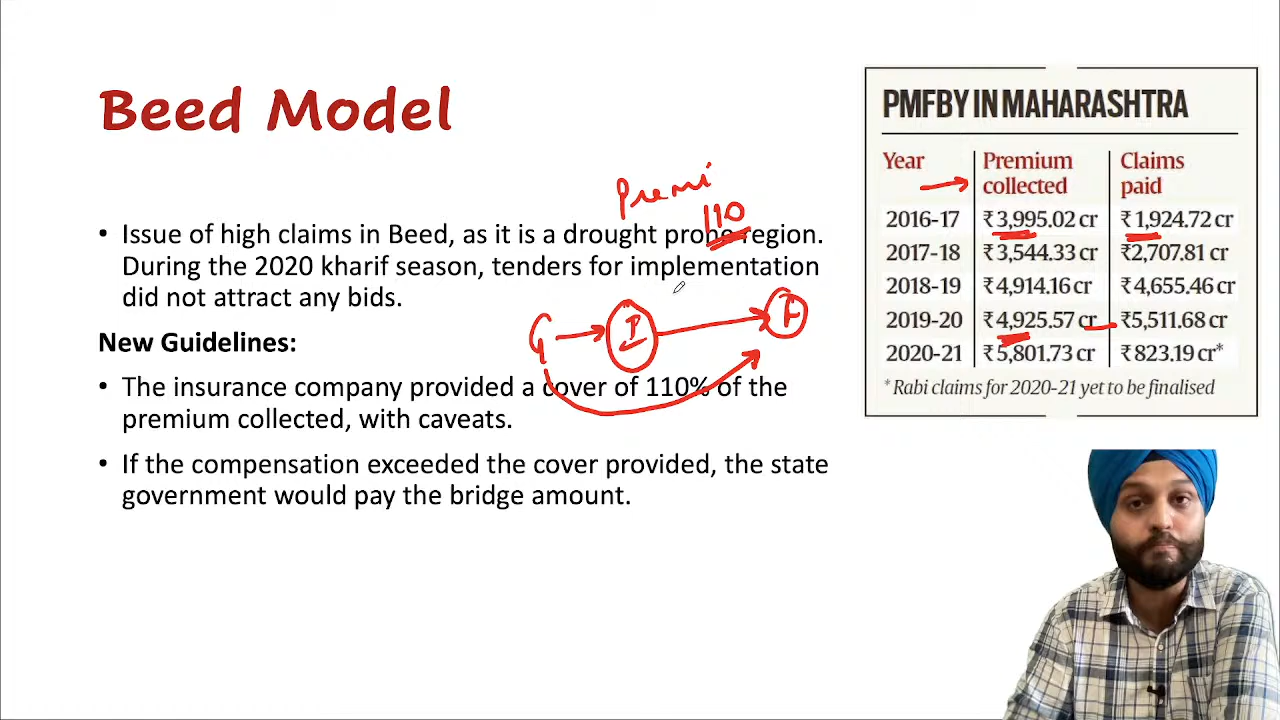 Beed Model
Premi
110
• Issue of high claims in Beed, as it is a drought prone region.
During the 2020 kharif season, tenders for implementation
did not attract any bids.
G I F
New Guidelines:
• The insurance company provided a cover of 110% of the
premium collected, with caveats.
• If the compensation exceeded the cover provided, the state
government would pay the bridge amount.
PMFBY IN MAHARASHTRA
Year Premium collected Claims paid
2016-17 ₹3,995.02 cr ₹1,924.72 cr
2017-18 ₹3,544.33 cr ₹2,707.81 cr
2018-19 ₹4,914.16 cr ₹4,655.46 cr
2019-20 ₹4,925.57 cr ₹5,511.68 cr
2020-21 ₹5,801.73 cr ₹823.19 cr*
* Rabi claims for 2020-21 yet to be finalised